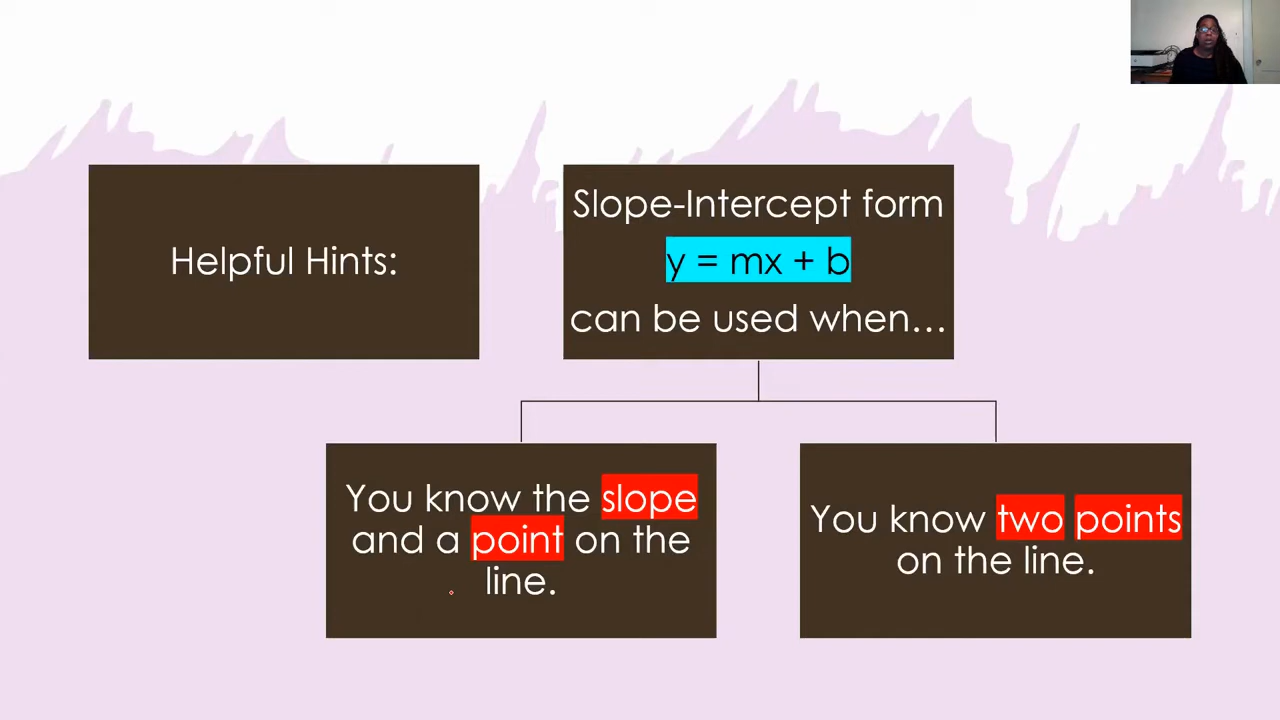 Helpful Hints:
Slope-Intercept form
y = mx + b
can be used when…
You know the slope
and a point on the
line.
You know two points
on the line.